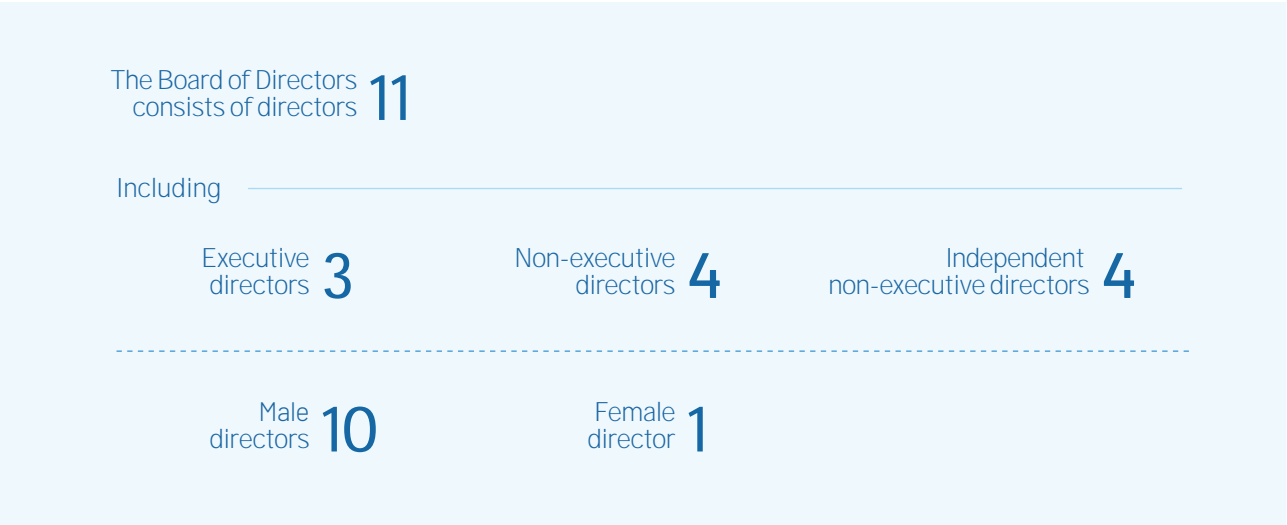 The Board of Directors
consists of directors 11
Including
Executive
directors 3
Non-executive
directors 4
Independent
non-executive directors 4
Male
directors 10
Female
director 1